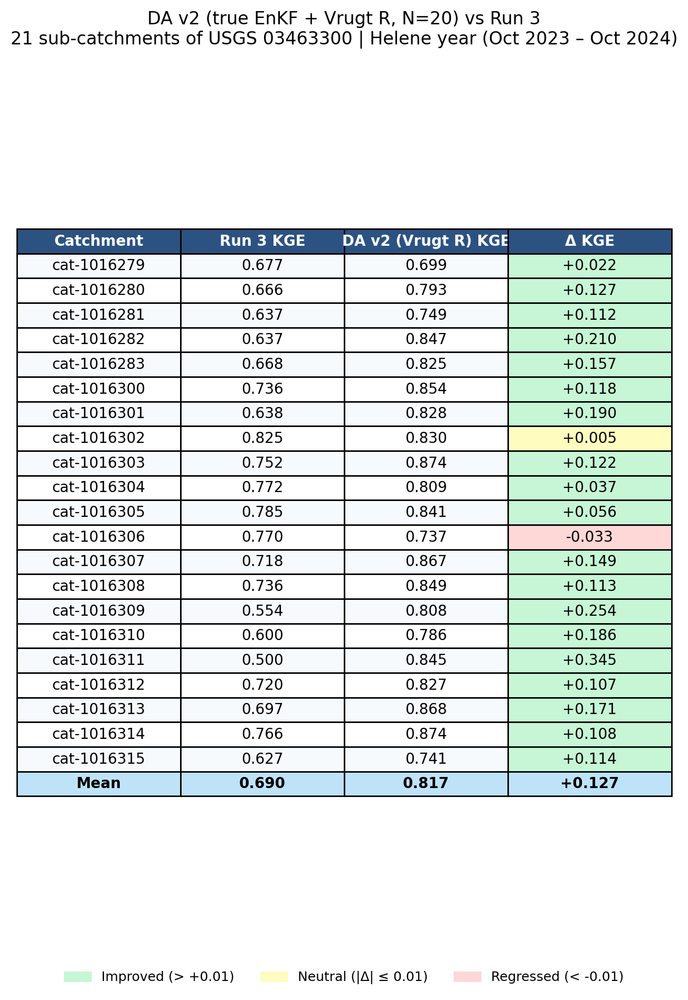 DA v2 (true EnKF + Vrugt R, N=20) vs Run 3
21 sub-catchments of USGS 03463300 | Helene year (Oct 2023 – Oct 2024)
Catchment Run 3 KGE DA v2 (Vrugt R) KGE Δ KGE
cat-1016279 0.677 0.699 +0.022
cat-1016280 0.666 0.793 +0.127
cat-1016281 0.637 0.749 +0.112
cat-1016282 0.637 0.847 +0.210
cat-1016283 0.668 0.825 +0.157
cat-1016300 0.736 0.854 +0.118
cat-1016301 0.638 0.828 +0.190
cat-1016302 0.825 0.830 +0.005
cat-1016303 0.752 0.874 +0.122
cat-1016304 0.772 0.809 +0.037
cat-1016305 0.785 0.841 +0.056
cat-1016306 0.770 0.737 -0.033
cat-1016307 0.718 0.867 +0.149
cat-1016308 0.736 0.849 +0.113
cat-1016309 0.554 0.808 +0.254
cat-1016310 0.600 0.786 +0.186
cat-1016311 0.500 0.845 +0.345
cat-1016312 0.720 0.827 +0.107
cat-1016313 0.697 0.868 +0.171
cat-1016314 0.766 0.874 +0.108
cat-1016315 0.627 0.741 +0.114
Mean 0.690 0.817 +0.127
Improved (> +0.01) Neutral (|Δ| ≤ 0.01) Regressed (< -0.01)